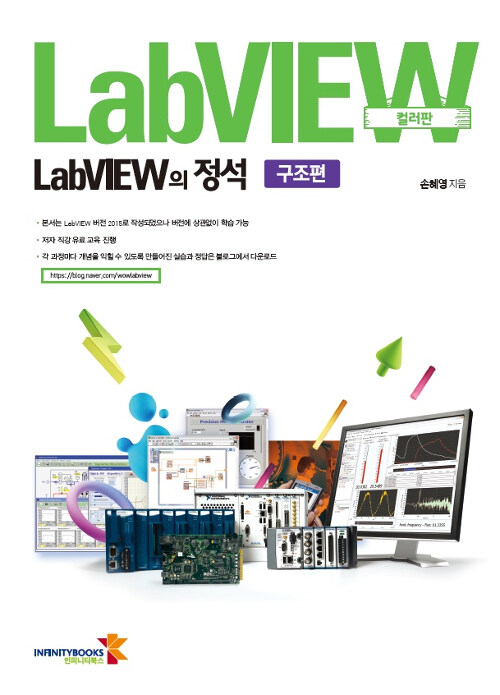 LabVIEW
컬러판
LabVIEW의 정석 구조편
손혜영 지음
· 본서는 LabVIEW 버전 2015로 작성되었으나 버전에 상관없이 학습 가능
· 저자 직강 유료 교육 진행
· 각 과정마다 개념을 익힐 수 있도록 만들어진 실습과 정답은 블로그에서 다운로드
https://blog.naver.com/wowlabview
INFINITYBOOKS
인피니티북스